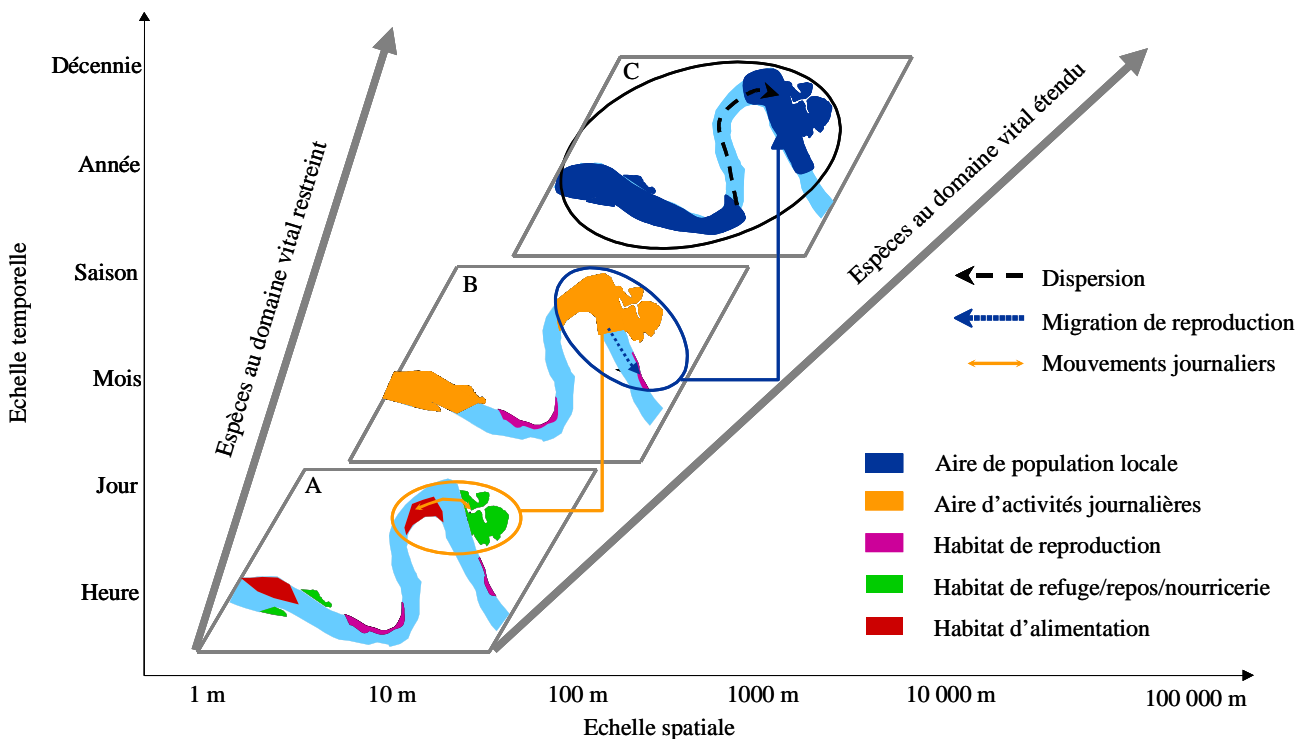 Décennie
Année
Saison
Mois
Jour
Heure
Echelle temporelle
Espèces au domaine vital restreint
C
B
A
Espèces au domaine vital étendu
Dispersion
Migration de reproduction
Mouvements journaliers
Aire de population locale
Aire d’activités journalières
Habitat de reproduction
Habitat de refuge/repos/nourricerie
Habitat d’alimentation
1 m 10 m 100 m 1000 m 10 000 m 100 000 m
Echelle spatiale